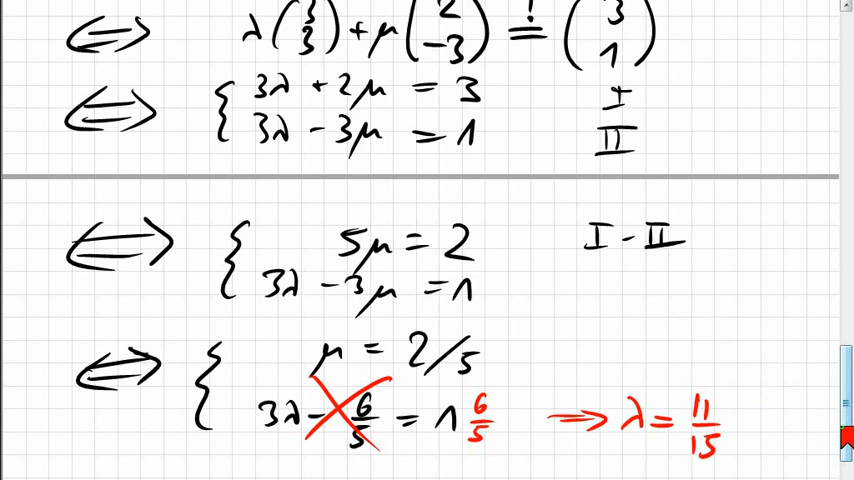 ⟺ λ(3 3) + μ(2 -3) =! (3 1)
⟺ { 3λ + 2μ = 3 I
3λ - 3μ = 1 II
⟺ { 5μ = 2 I - II
3λ - 3μ = 1
⟺ { μ = 2/5
3λ - 6/5 = 1 6/5 ⟹ λ = 11/15